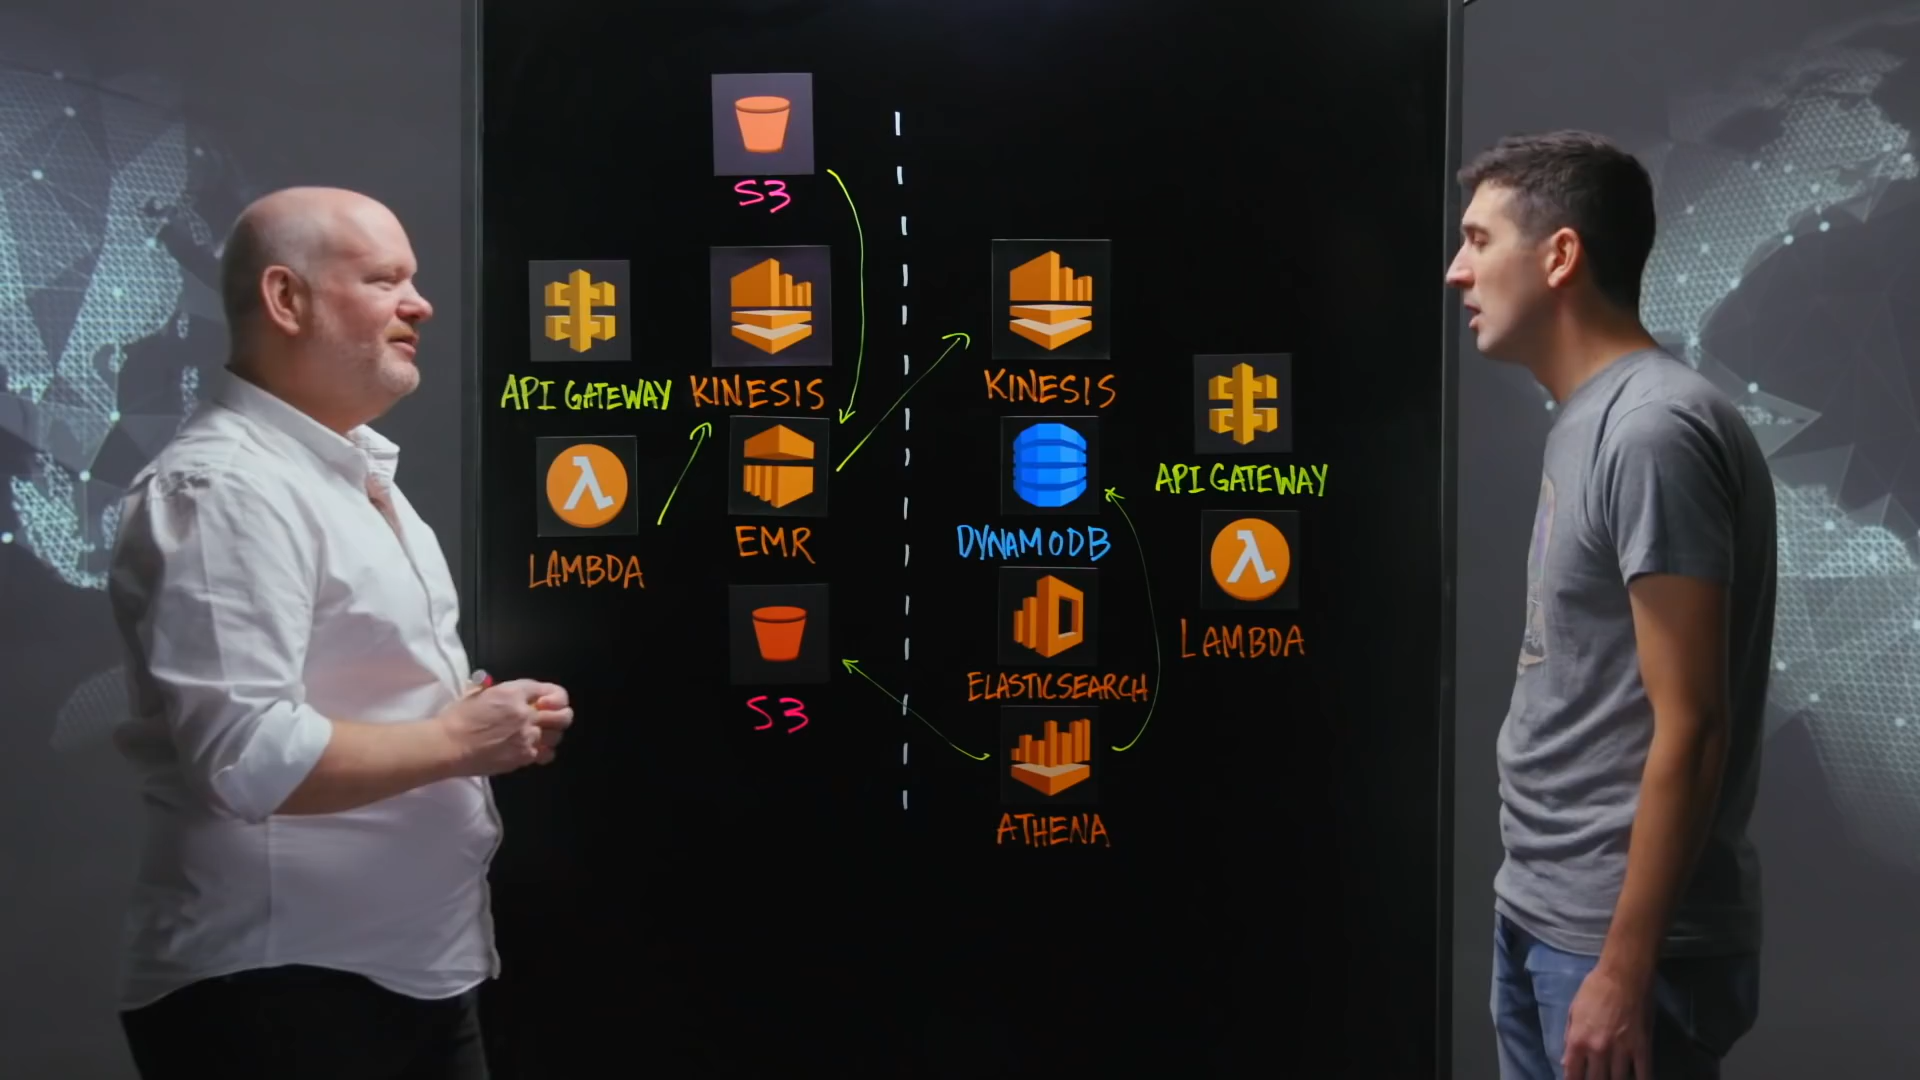 S3
API GATEWAY
KINESIS
LAMBDA
EMR
S3
KINESIS
DYNAMODB
ELASTICSEARCH
ATHENA
API GATEWAY
LAMBDA